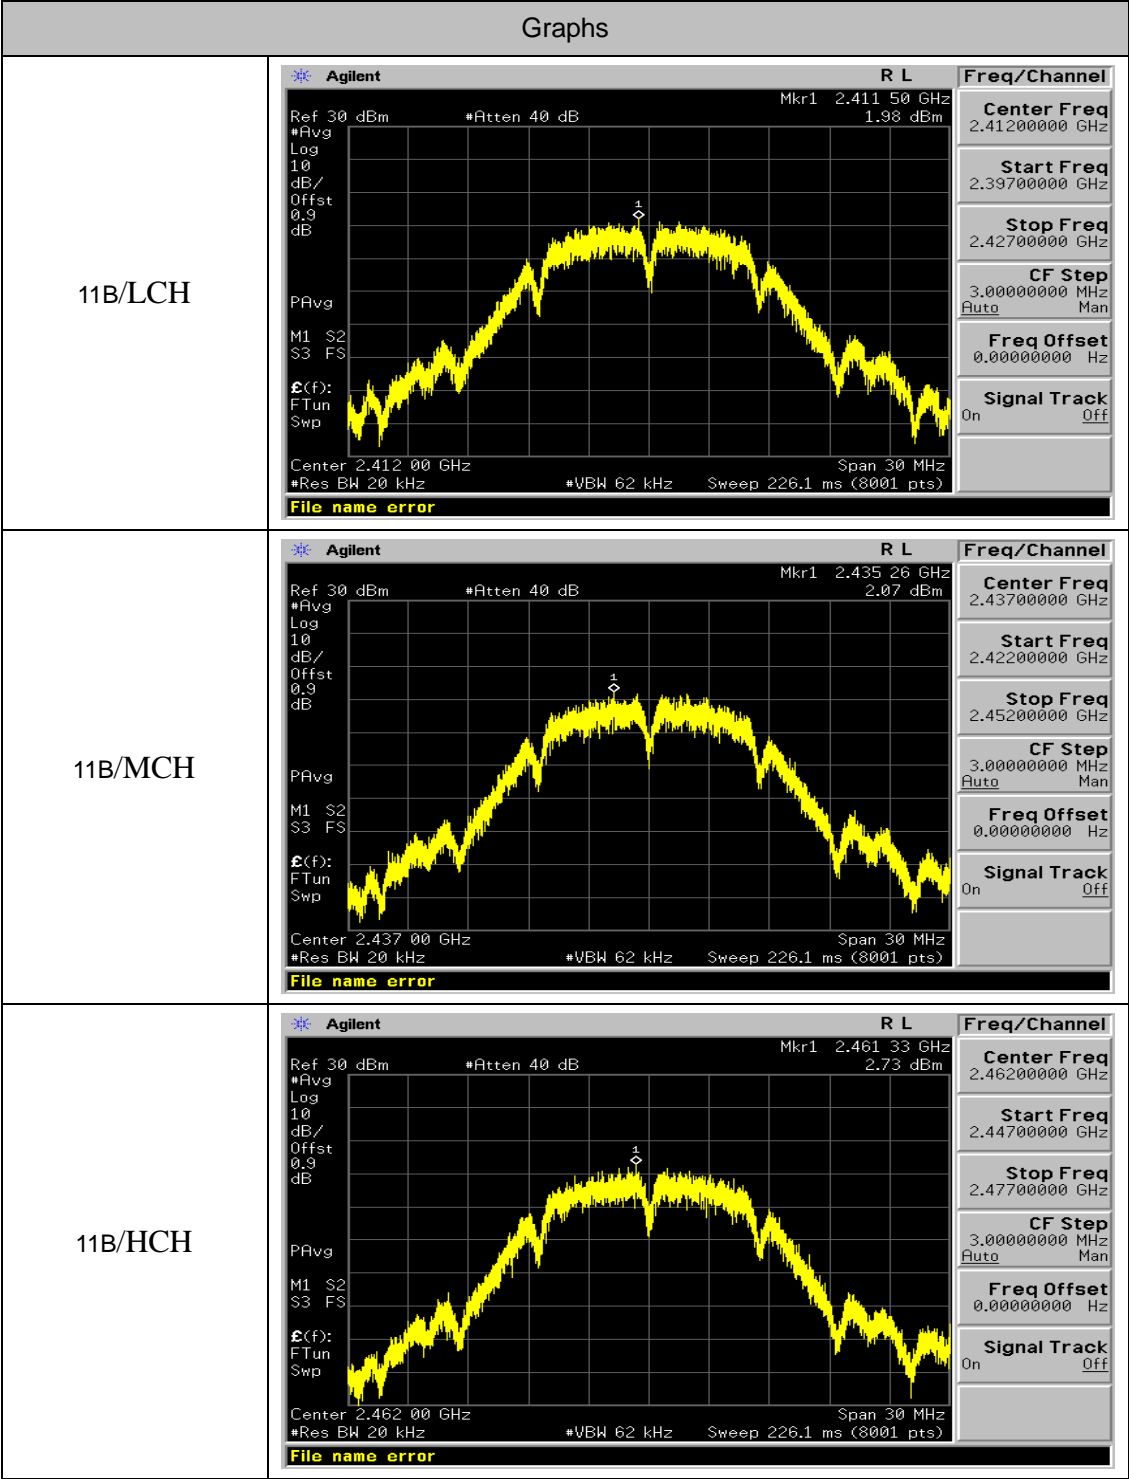 Graphs
11B/LCH
Agilent R L Freq/Channel
Mkr1 2.411 50 GHz
Ref 30 dBm #Atten 40 dB 1.98 dBm
#Avg
Log
10
dB/
Offst
0.9
dB
1
PAvg
M1 S2
S3 FS
£(f):
FTun
Swp
Center 2.412 00 GHz Span 30 MHz
#Res BW 20 kHz #VBW 62 kHz Sweep 226.1 ms (8001 pts)
File name error
Center Freq
2.41200000 GHz
Start Freq
2.39700000 GHz
Stop Freq
2.42700000 GHz
CF Step
3.00000000 MHz
Auto Man
Freq Offset
0.00000000 Hz
Signal Track
On Off
11B/MCH
Agilent R L Freq/Channel
Mkr1 2.435 26 GHz
Ref 30 dBm #Atten 40 dB 2.07 dBm
#Avg
Log
10
dB/
Offst
0.9
dB
1
PAvg
M1 S2
S3 FS
£(f):
FTun
Swp
Center 2.437 00 GHz Span 30 MHz
#Res BW 20 kHz #VBW 62 kHz Sweep 226.1 ms (8001 pts)
File name error
Center Freq
2.43700000 GHz
Start Freq
2.42200000 GHz
Stop Freq
2.45200000 GHz
CF Step
3.00000000 MHz
Auto Man
Freq Offset
0.00000000 Hz
Signal Track
On Off
11B/HCH
Agilent R L Freq/Channel
Mkr1 2.461 33 GHz
Ref 30 dBm #Atten 40 dB 2.73 dBm
#Avg
Log
10
dB/
Offst
0.9
dB
1
PAvg
M1 S2
S3 FS
£(f):
FTun
Swp
Center 2.462 00 GHz Span 30 MHz
#Res BW 20 kHz #VBW 62 kHz Sweep 226.1 ms (8001 pts)
File name error
Center Freq
2.46200000 GHz
Start Freq
2.44700000 GHz
Stop Freq
2.47700000 GHz
CF Step
3.00000000 MHz
Auto Man
Freq Offset
0.00000000 Hz
Signal Track
On Off